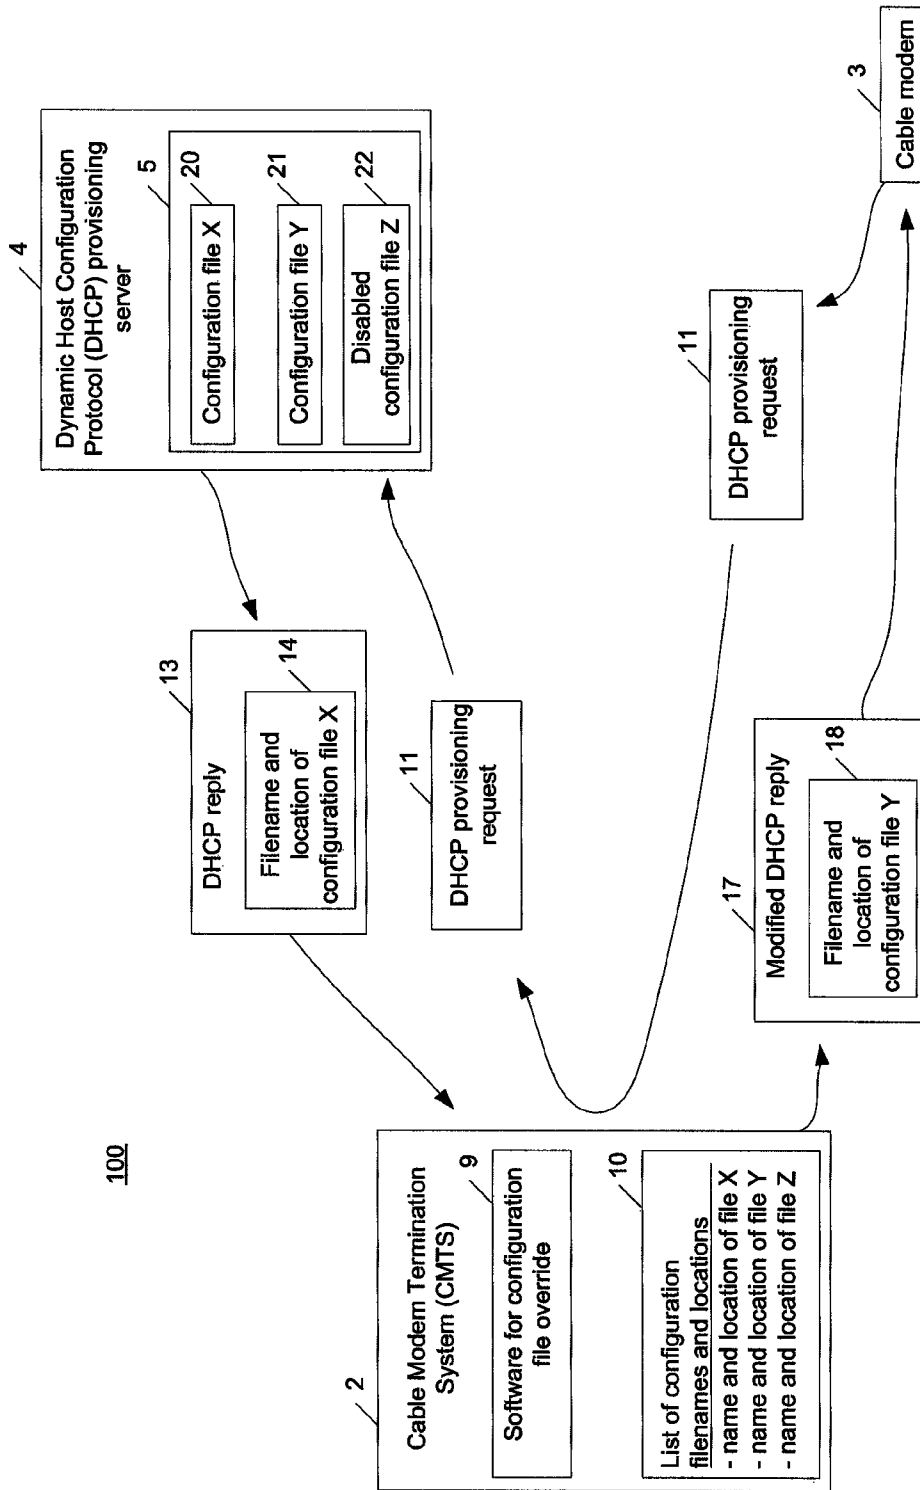 100
2
Cable Modem Termination
System (CMTS)
9
Software for configuration
file override
10
List of configuration
filenames and locations
- name and location of file X
- name and location of file Y
- name and location of file Z
13
DHCP reply
14
Filename and
location of
configuration file X
11
DHCP provisioning
request
4
Dynamic Host Configuration
Protocol (DHCP) provisioning
server
5
20
Configuration file X
21
Configuration file Y
22
Disabled
configuration file Z
11
DHCP provisioning
request
17
Modified DHCP reply
18
Filename and
location of
configuration file Y
3
Cable modem